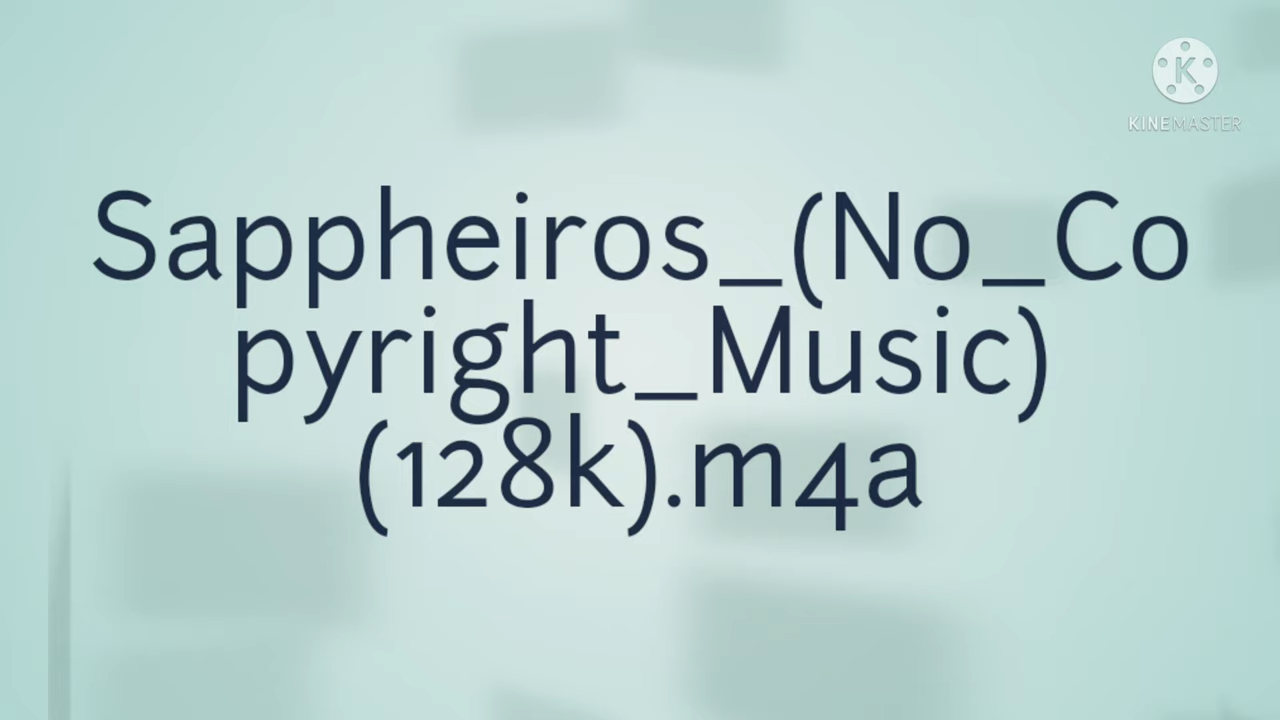 K
KINEMASTER
Sappheiros_(No_Co
pyright_Music)
(128k).m4a